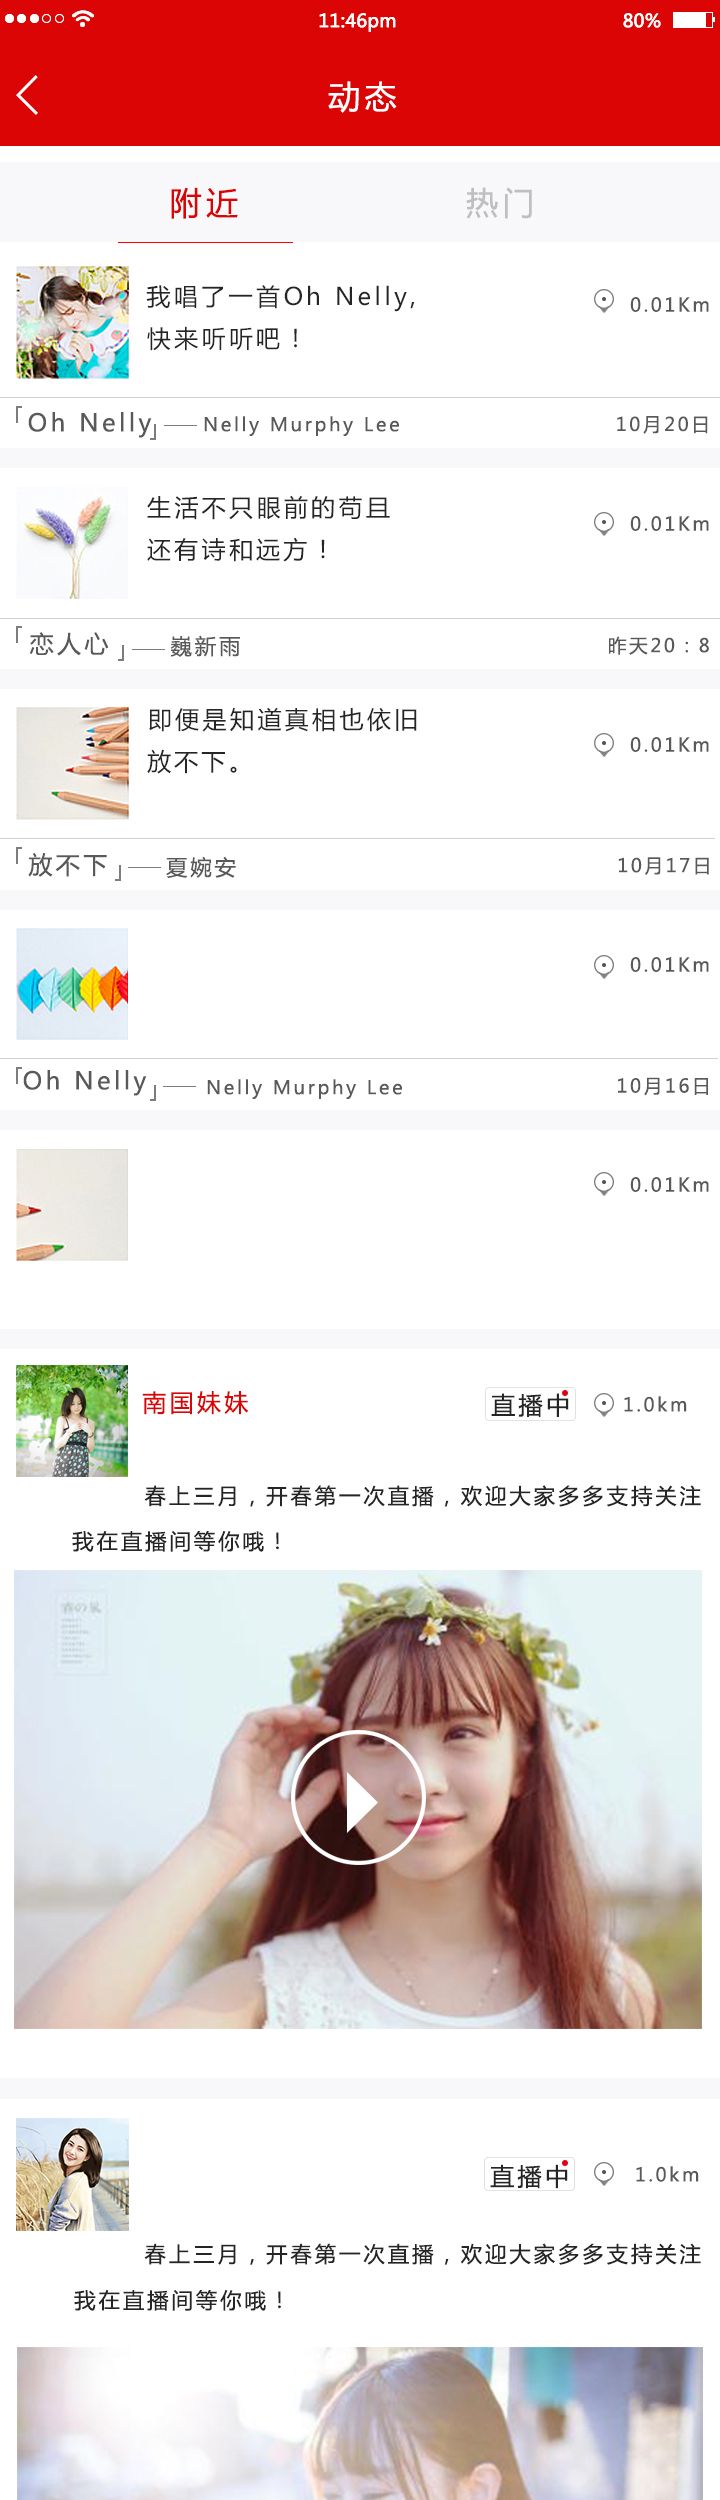 11:46pm
80%
动态
附近
热门
我唱了一首Oh Nelly,
快来听听吧！
0.01Km
「Oh Nelly」——Nelly Murphy Lee
10月20日
生活不只眼前的苟且
还有诗和远方！
0.01Km
「恋人心」——巍新雨
昨天20：8
即便是知道真相也依旧
放不下。
0.01Km
「放不下」——夏婉安
10月17日
0.01Km
「Oh Nelly」—— Nelly Murphy Lee
10月16日
0.01Km
南国妹妹
直播中
1.0km
春上三月，开春第一次直播，欢迎大家多多支持关注
我在直播间等你哦！
直播中
1.0km
春上三月，开春第一次直播，欢迎大家多多支持关注
我在直播间等你哦！